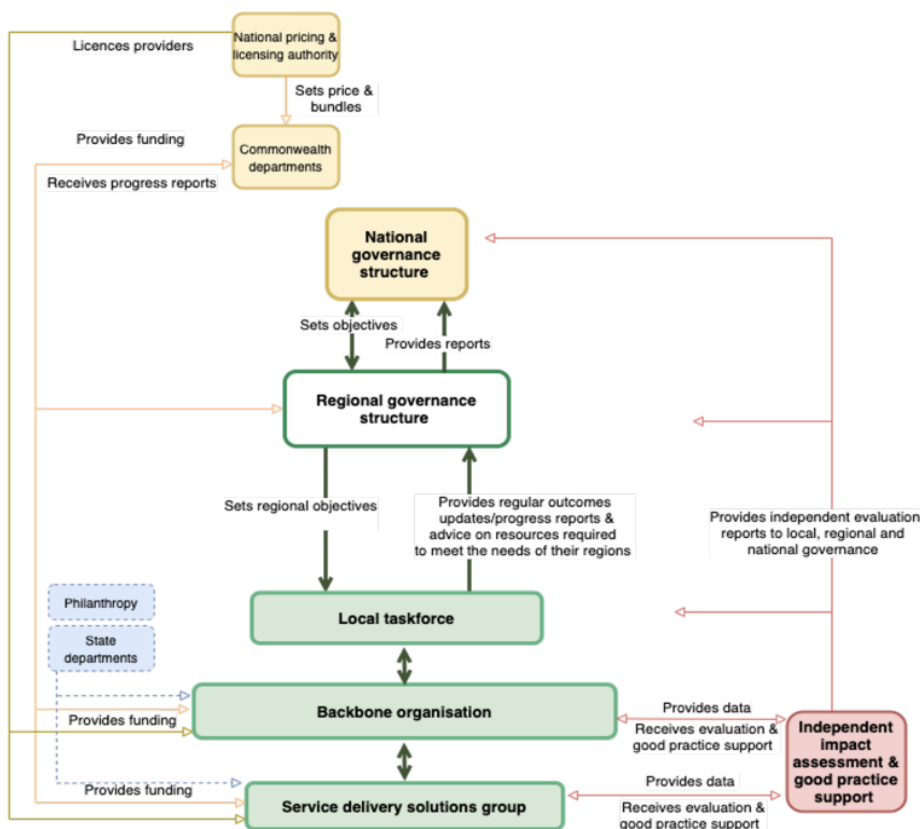 Licences providers
National pricing &
licensing authority
Sets price &
bundles
Provides funding
Commonwealth
departments
Receives progress reports
National
governance
structure
Sets objectives
Provides reports
Regional governance
structure
Sets regional objectives
Provides regular outcomes
updates/progress reports &
advice on resources required
to meet the needs of their regions
Provides independent evaluation
reports to local, regional and
national governance
Philanthropy
State
departments
Local taskforce
Backbone organisation
Provides funding
Provides data
Receives evaluation &
good practice support
Independent
impact
assessment &
good practice
support
Provides funding
Service delivery solutions group
Provides data
Receives evaluation &
good practice support